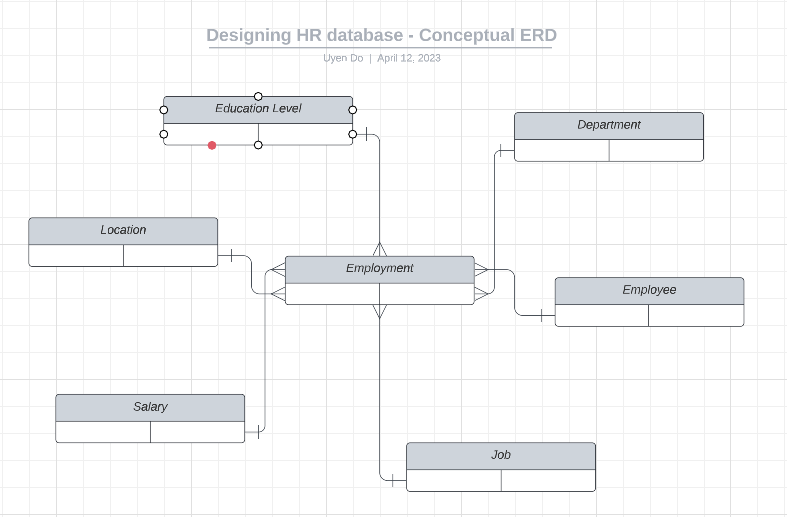 Designing HR database - Conceptual ERD
Uyen Do | April 12, 2023
Education Level
Department
Location
Employment
Employee
Salary
Job